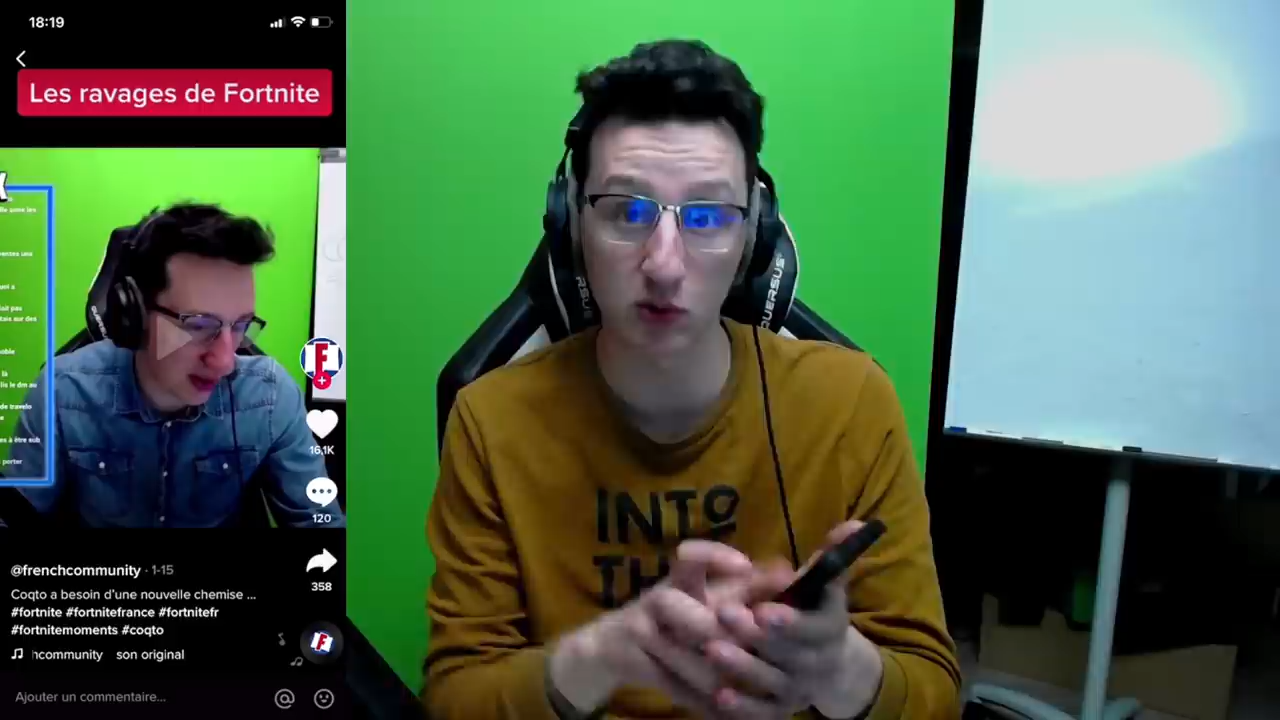 18:19
Les ravages de Fortnite
16,1K
120
358
@frenchcommunity · 1-15
Coqto a besoin d'une nouvelle chemise ...
#fortnite #fortnitefrance #fortnitefr
#fortnitemoments #coqto
hcommunity son original
Ajouter un commentaire...
QUERSUS
INTO
TH